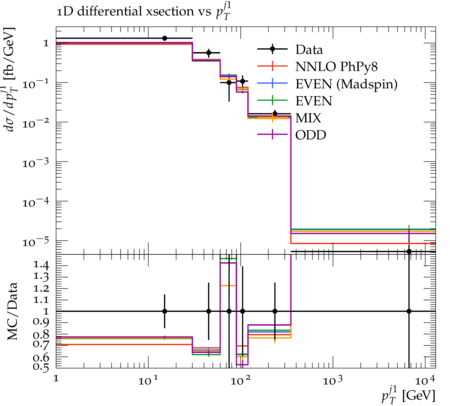 1D differential xsection vs p_T^{j1}
dσ/dp_T^{j1} [fb/GeV]
1
10^{-1}
10^{-2}
10^{-3}
10^{-4}
10^{-5}
Data
NNLO PhPy8
EVEN (Madspin)
EVEN
MIX
ODD
MC/Data
1.4
1.3
1.2
1.1
1
0.9
0.8
0.7
0.6
0.5
1 10^1 10^2 10^3 10^4
p_T^{j1} [GeV]